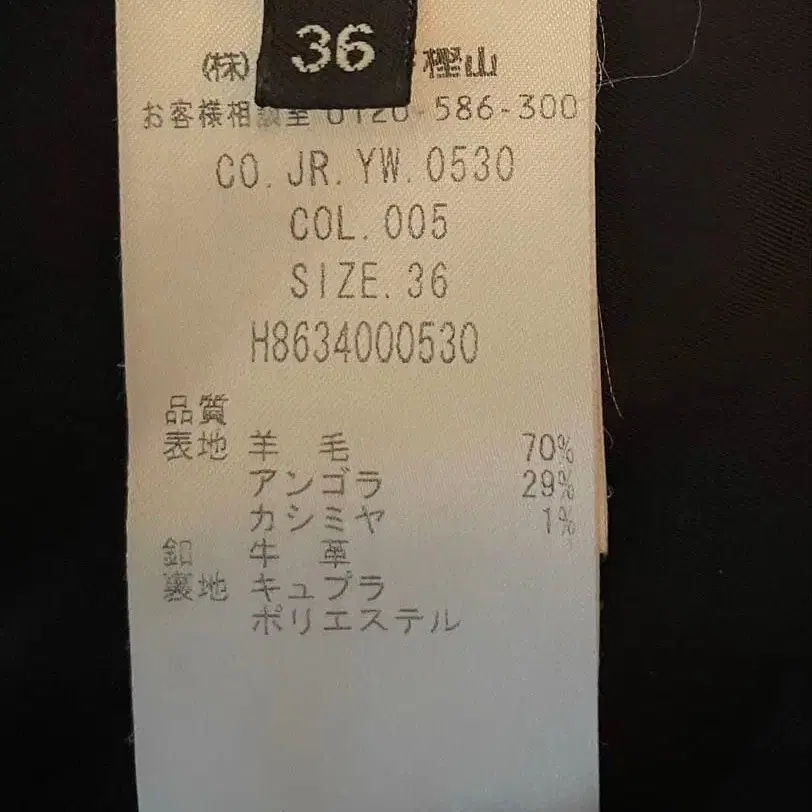 36
(株) 樫山
お客様相談室 0120-586-300
CO.JR.YW.0530
COL.005
SIZE.36
H8634000530
品質
表地 羊 毛 70%
アンゴラ 29%
カシミヤ 1%
釦 牛 革
裏地 キュプラ
ポリエステル